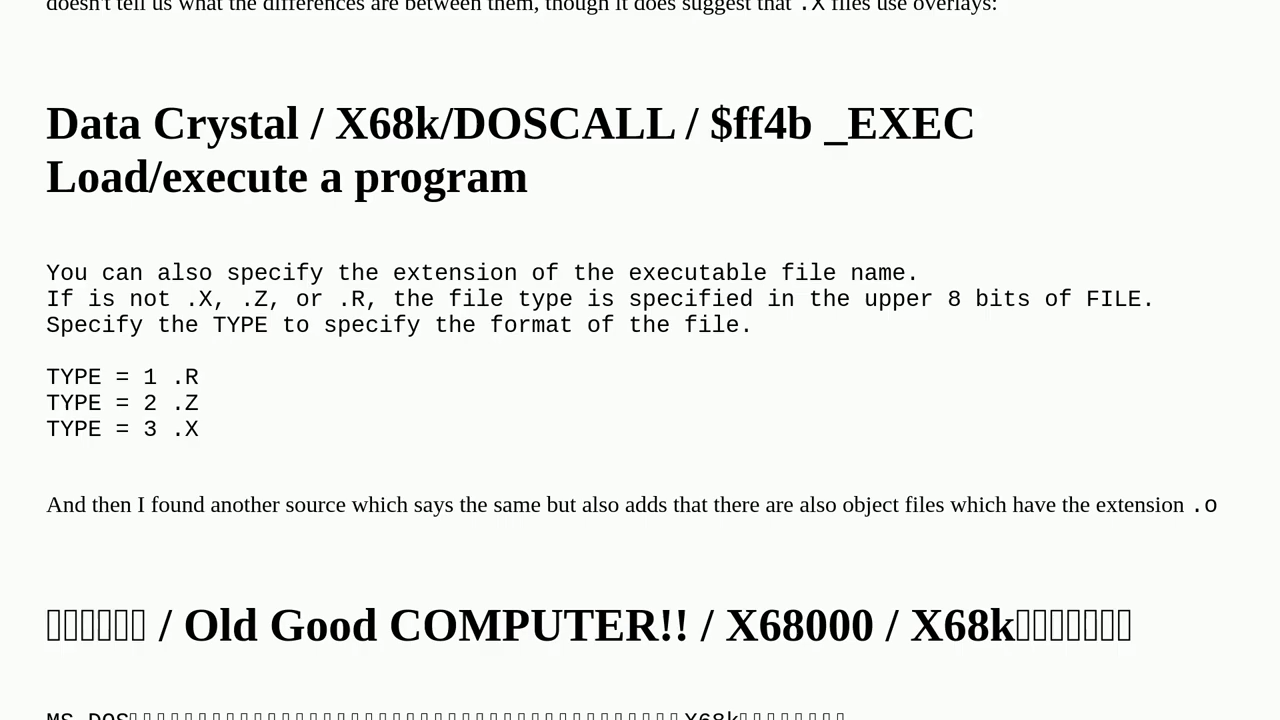 doesn't tell us what the differences are between them, though it does suggest that .X files use overlays:
Data Crystal / X68k/DOSCALL / $ff4b _EXEC
Load/execute a program
You can also specify the extension of the executable file name.
If is not .X, .Z, or .R, the file type is specified in the upper 8 bits of FILE.
Specify the TYPE to specify the format of the file.
TYPE = 1 .R
TYPE = 2 .Z
TYPE = 3 .X
And then I found another source which says the same but also adds that there are also object files which have the extension .o
/ Old Good COMPUTER!! / X68000 / X68k
MS-DOS X68k